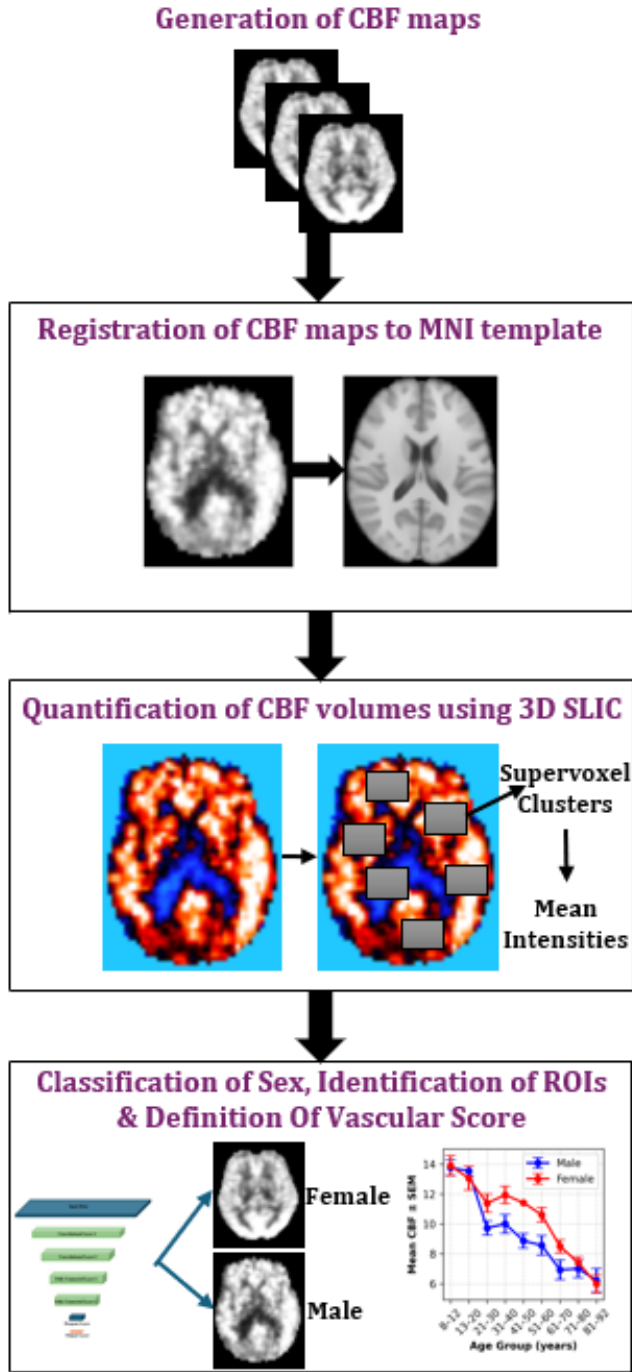 Generation of CBF maps
Registration of CBF maps to MNI template
Quantification of CBF volumes using 3D SLIC
Supervoxel
Clusters
Mean
Intensities
Classification of Sex, Identification of ROIs
& Definition Of Vascular Score
Female
Male
Mean CBF ± SEM
14
12
10
8
6
Male
Female
8-12
13-20
21-30
31-40
41-50
51-60
61-70
71-80
81-92
Age Group (years)